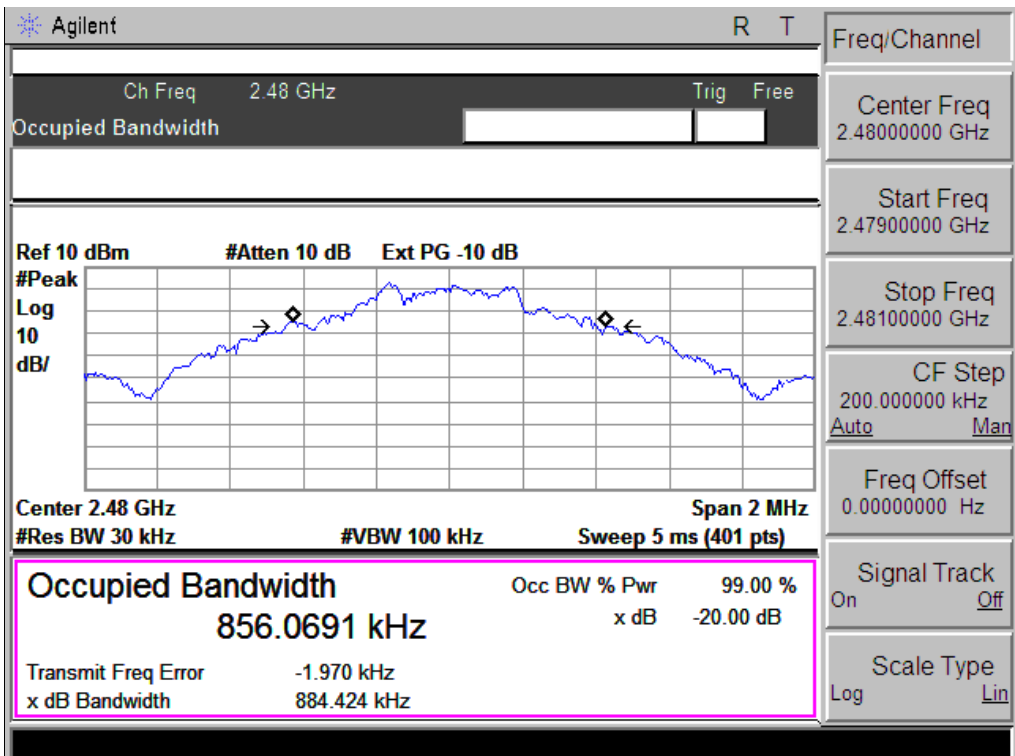 Agilent R T
Ch Freq 2.48 GHz Trig Free
Occupied Bandwidth
Ref 10 dBm #Atten 10 dB Ext PG -10 dB
#Peak
Log
10
dB/
Center 2.48 GHz Span 2 MHz
#Res BW 30 kHz #VBW 100 kHz Sweep 5 ms (401 pts)
Occupied Bandwidth Occ BW % Pwr 99.00 %
856.0691 kHz x dB -20.00 dB
Transmit Freq Error -1.970 kHz
x dB Bandwidth 884.424 kHz
Freq/Channel
Center Freq
2.48000000 GHz
Start Freq
2.47900000 GHz
Stop Freq
2.48100000 GHz
CF Step
200.000000 kHz
Auto Man
Freq Offset
0.00000000 Hz
Signal Track
On Off
Scale Type
Log Lin